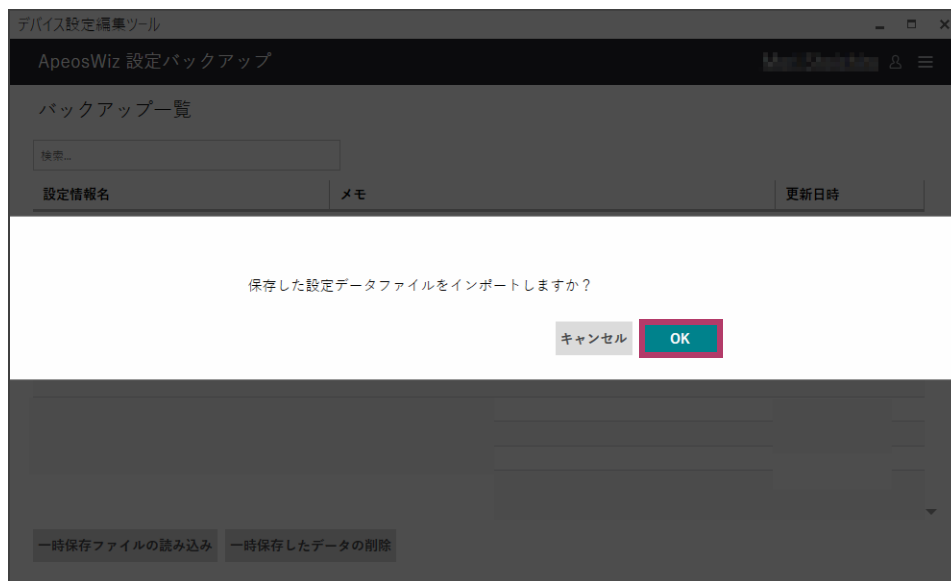 デバイス設定編集ツール
ApeosWiz 設定バックアップ
バックアップ一覧
検索...
設定情報名 メモ 更新日時
保存した設定データファイルをインポートしますか？
キャンセル OK
一時保存ファイルの読み込み 一時保存したデータの削除